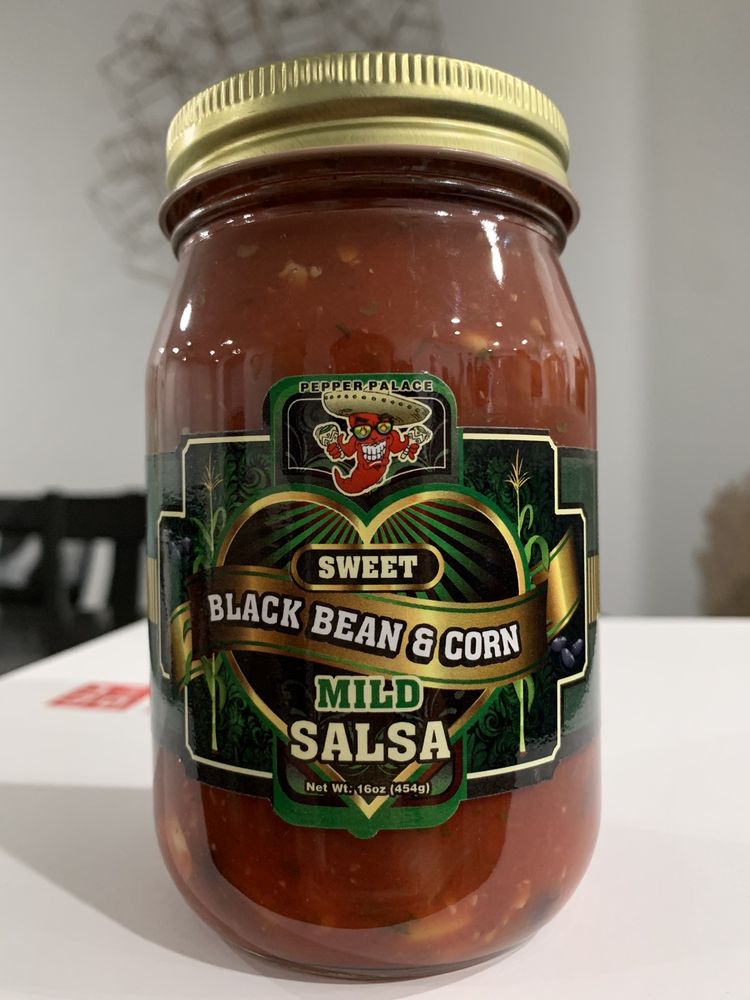 PEPPER PALACE
SWEET
BLACK BEAN & CORN
MILD
SALSA
Net Wt. 16oz (454g)